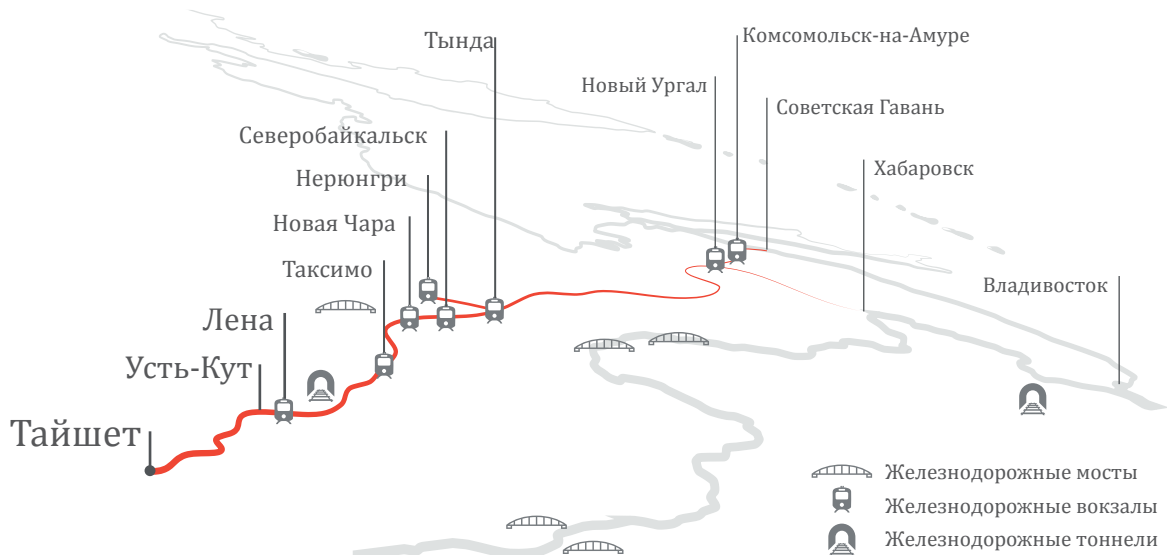 Тында
Комсомольск-на-Амуре
Новый Ургал
Советская Гавань
Северобайкальск
Хабаровск
Нерюнгри
Новая Чара
Таксимо
Владивосток
Лена
Усть-Кут
Тайшет
Железнодорожные мосты
Железнодорожные вокзалы
Железнодорожные тоннели